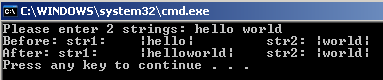 C:\WINDOWS\system32\cmd.exe
Please enter 2 strings: hello world
Before: str1: |hello| str2: |world|
After: str1: |helloworld| str2: |world|
Press any key to continue . . .